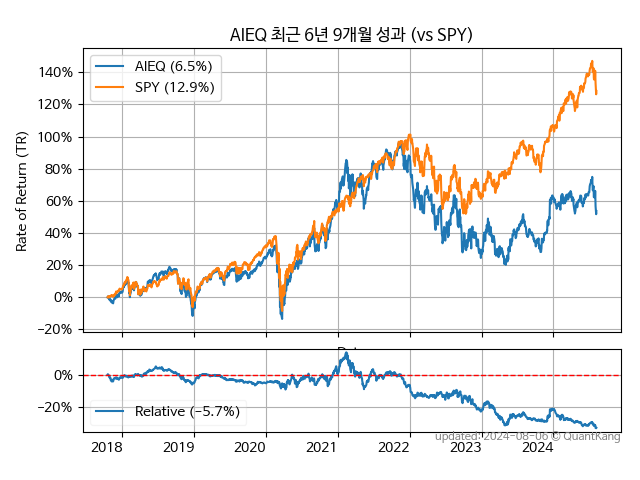 AIEQ 최근 6년 9개월 성과 (vs SPY)
AIEQ (6.5%)
SPY (12.9%)
Rate of Return (TR)
140%
120%
100%
80%
60%
40%
20%
0%
−20%
0%
−20%
Relative (−5.7%)
2018 2019 2020 2021 2022 2023 2024
updated: 2024-08-06 © QuantKang